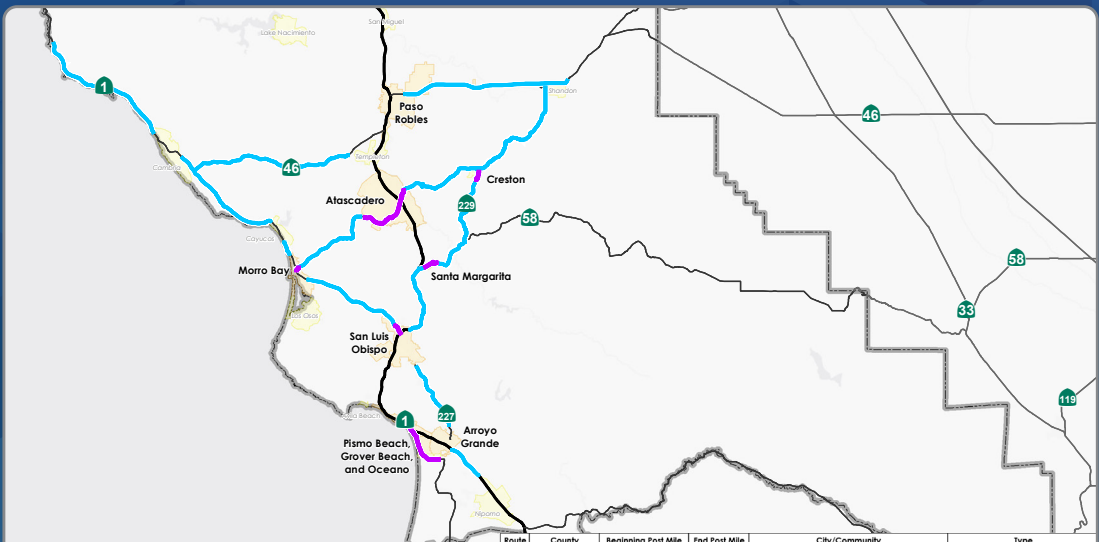 San Miguel
Lake Nacimiento
1
Shandon
Paso
Robles
46
Templeton
Cambria
46
Creston
Atascadero
229
58
Cayucos
58
Morro Bay
Santa Margarita
Los Osos
33
San Luis
Obispo
119
227
1
Arroyo
Grande
Pismo Beach,
Grover Beach,
and Oceano
Nipomo
Route
County
Beginning Post Mile
End Post Mile
City/Community
Type